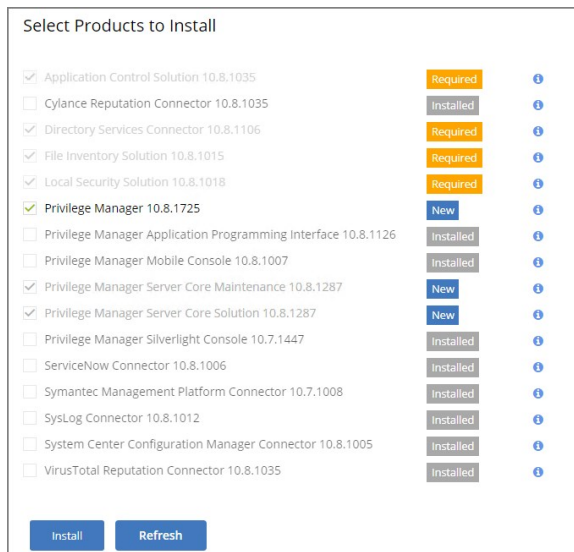 Select Products to Install
Application Control Solution 10.8.1035 Required
Cylance Reputation Connector 10.8.1035 Installed
Directory Services Connector 10.8.1106 Required
File Inventory Solution 10.8.1015 Required
Local Security Solution 10.8.1018 Required
Privilege Manager 10.8.1725 New
Privilege Manager Application Programming Interface 10.8.1126 Installed
Privilege Manager Mobile Console 10.8.1007 Installed
Privilege Manager Server Core Maintenance 10.8.1287 New
Privilege Manager Server Core Solution 10.8.1287 New
Privilege Manager Silverlight Console 10.7.1447 Installed
ServiceNow Connector 10.8.1006 Installed
Symantec Management Platform Connector 10.7.1008 Installed
SysLog Connector 10.8.1012 Installed
System Center Configuration Manager Connector 10.8.1005 Installed
VirusTotal Reputation Connector 10.8.1035 Installed
Install Refresh